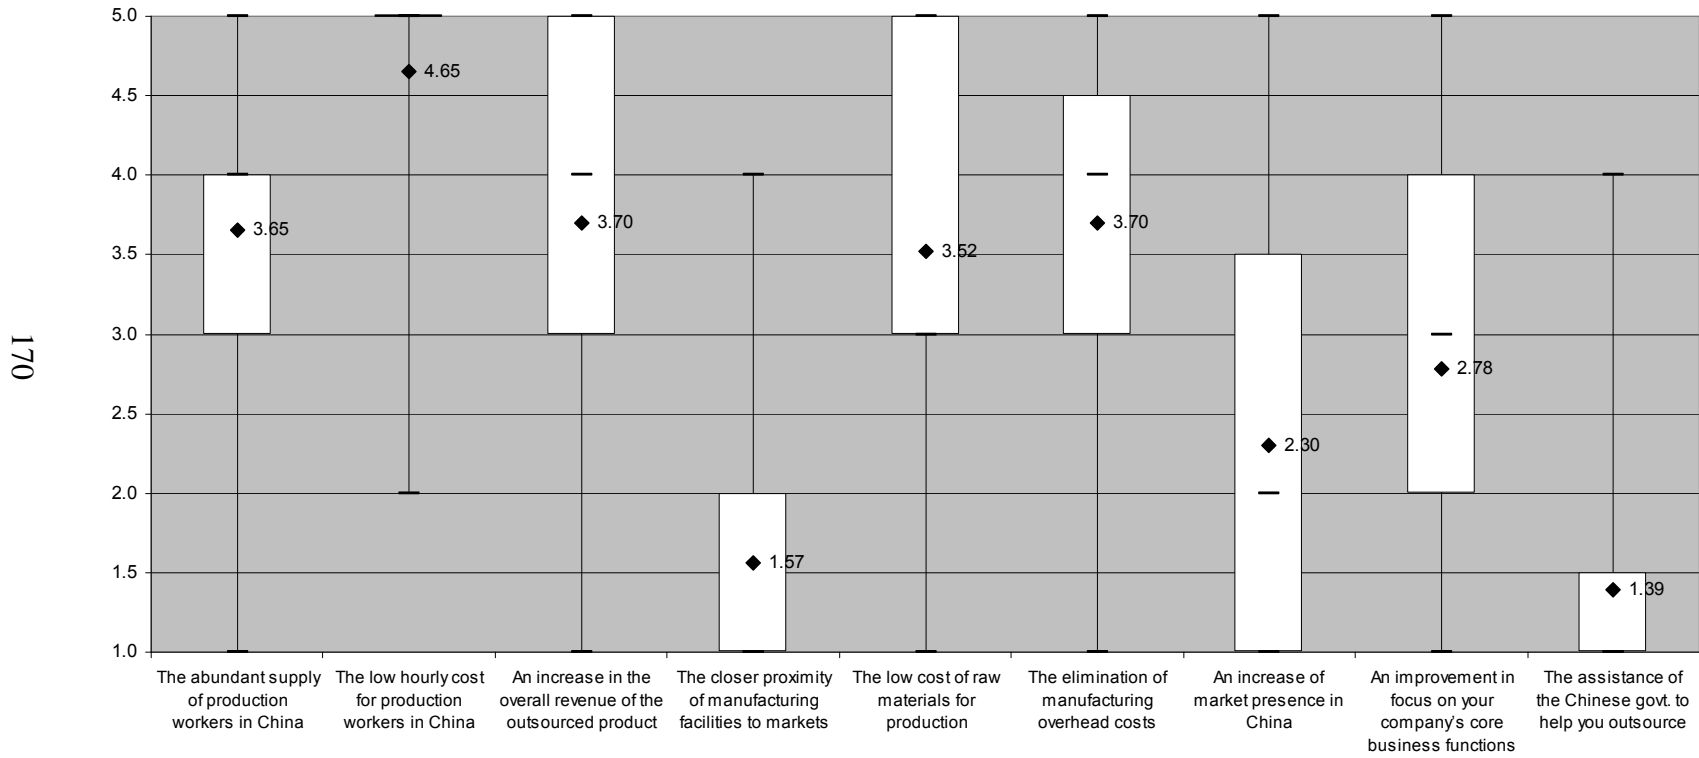 5.0
4.5
4.0
3.5
3.0
2.5
2.0
1.5
1.0
3.65
4.65
3.70
1.57
3.52
3.70
2.30
2.78
1.39
The abundant supply
of production
workers in China
The low hourly cost
for production
workers in China
An increase in the
overall revenue of the
outsourced product
The closer proximity
of manufacturing
facilities to markets
The low cost of raw
materials for
production
The elimination of
manufacturing
overhead costs
An increase of
market presence in
China
An improvement in
focus on your
company's core
business functions
The assistance of
the Chinese govt. to
help you outsource
170